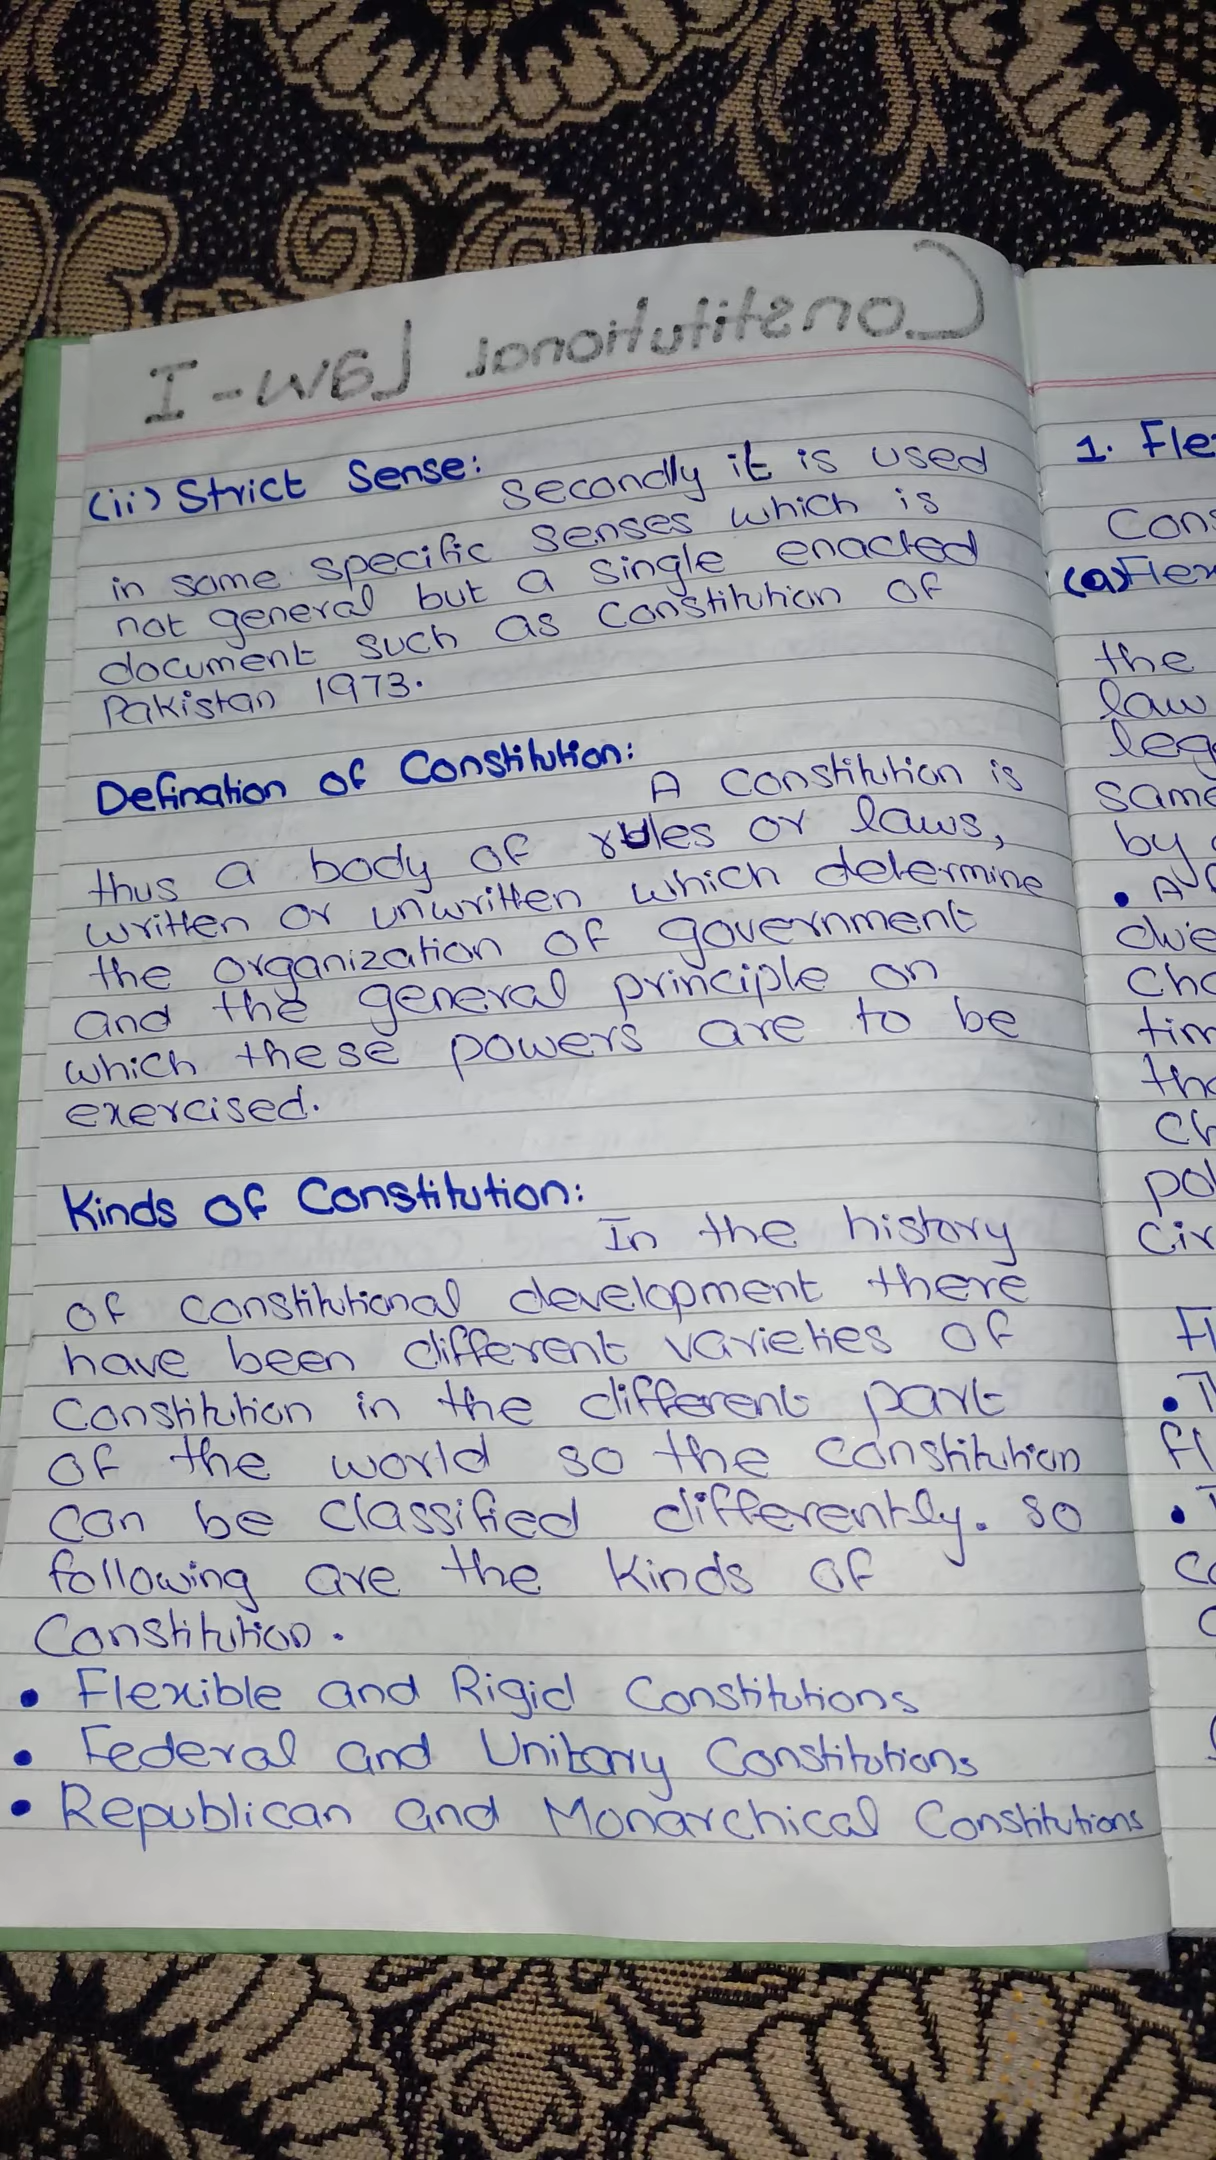 Constitutional Law-I
(ii) Strict Sense:
secondly it is used
in some specific senses which is
not general but a single enacted
document such as Constitution of
Pakistan 1973.
Defination of Constitution:
A Constitution is
thus a body of rules or laws,
written or unwritten which determine
the organization of government
and the general principle on
which these powers are to be
exercised.
Kinds of Constitution:
In the history
of constitutional development there
have been different varieties of
Constitution in the different part
of the world so the constitution
can be classified differently. so
following are the Kinds of
Constitution.
• Flexible and Rigid Constitutions
• Federal and Unitary Constitutions
• Republican and Monarchical Constitutions
1.
(a)
the
law
same
by